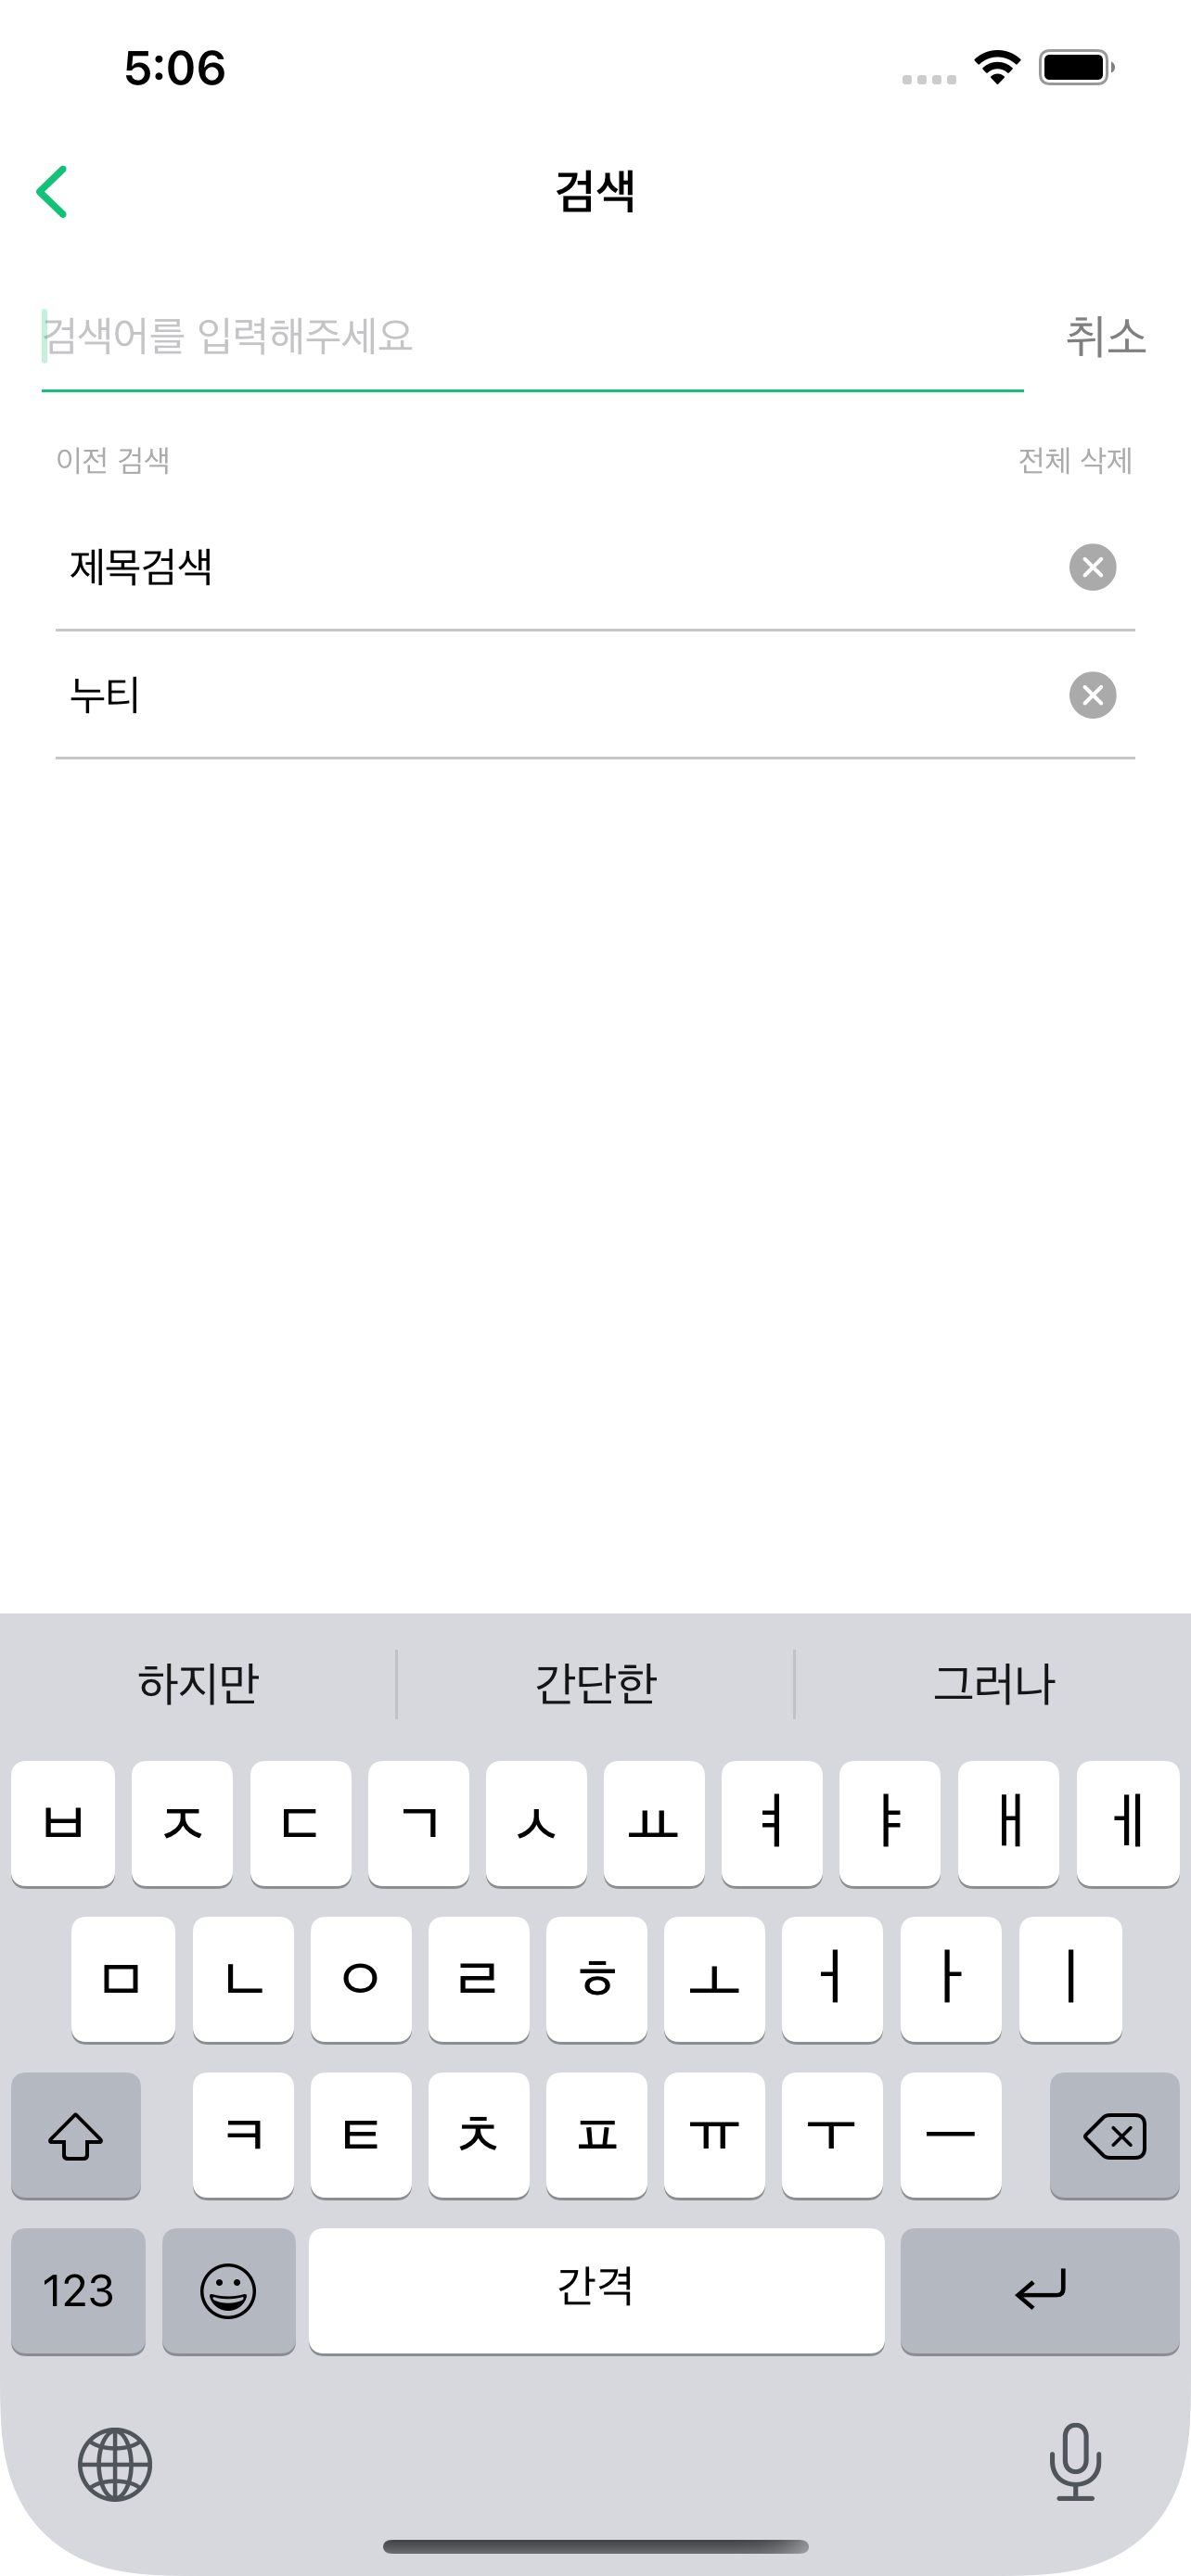 5:06
검색
검색어를 입력해주세요 취소
이전 검색 전체 삭제
제목검색
누티
하지만 간단한 그러나
ㅂ ㅈ ㄷ ㄱ ㅅ ㅛ ㅕ ㅑ ㅐ ㅔ
ㅁ ㄴ ㅇ ㄹ ㅎ ㅗ ㅓ ㅏ ㅣ
ㅋ ㅌ ㅊ ㅍ ㅠ ㅜ ㅡ
123 간격